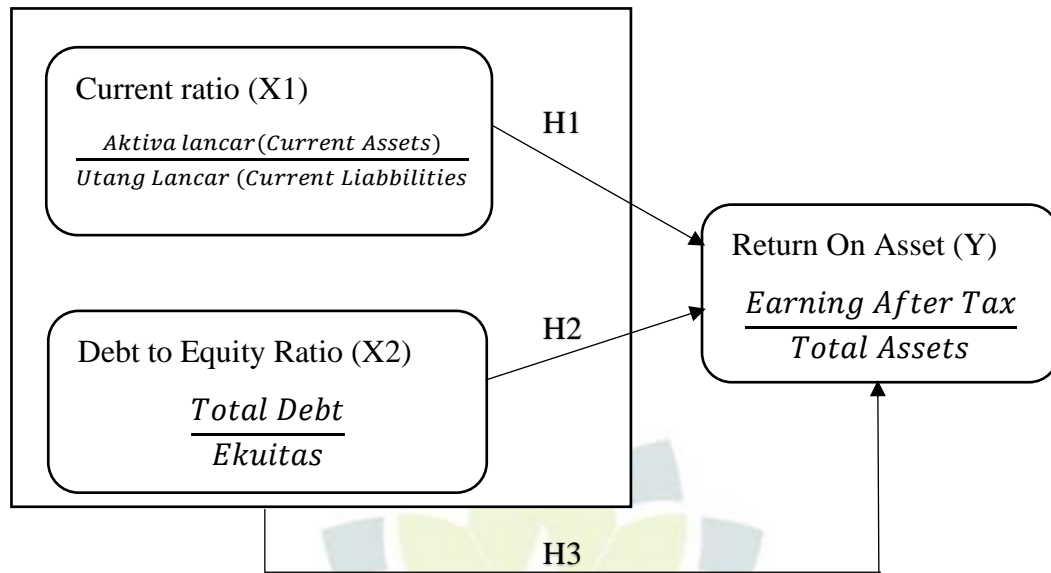 Current ratio (X1)
Aktiva lancar(Current Assets)
Utang Lancar (Current Liabbilities
H1
Return On Asset (Y)
Earning After Tax
Total Assets
H2
Debt to Equity Ratio (X2)
Total Debt
Ekuitas
H3